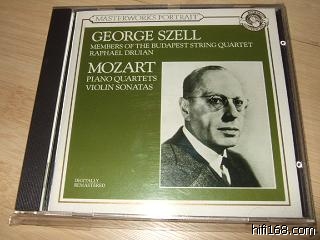 MASTERWORKS PORTRAIT
GEORGE SZELL
MEMBERS OF THE BUDAPEST STRING QUARTET
RAPHAEL DRUIAN
MOZART
PIANO QUARTETS
VIOLIN SONATAS
DIGITALLY
REMASTERED
hifi168.com